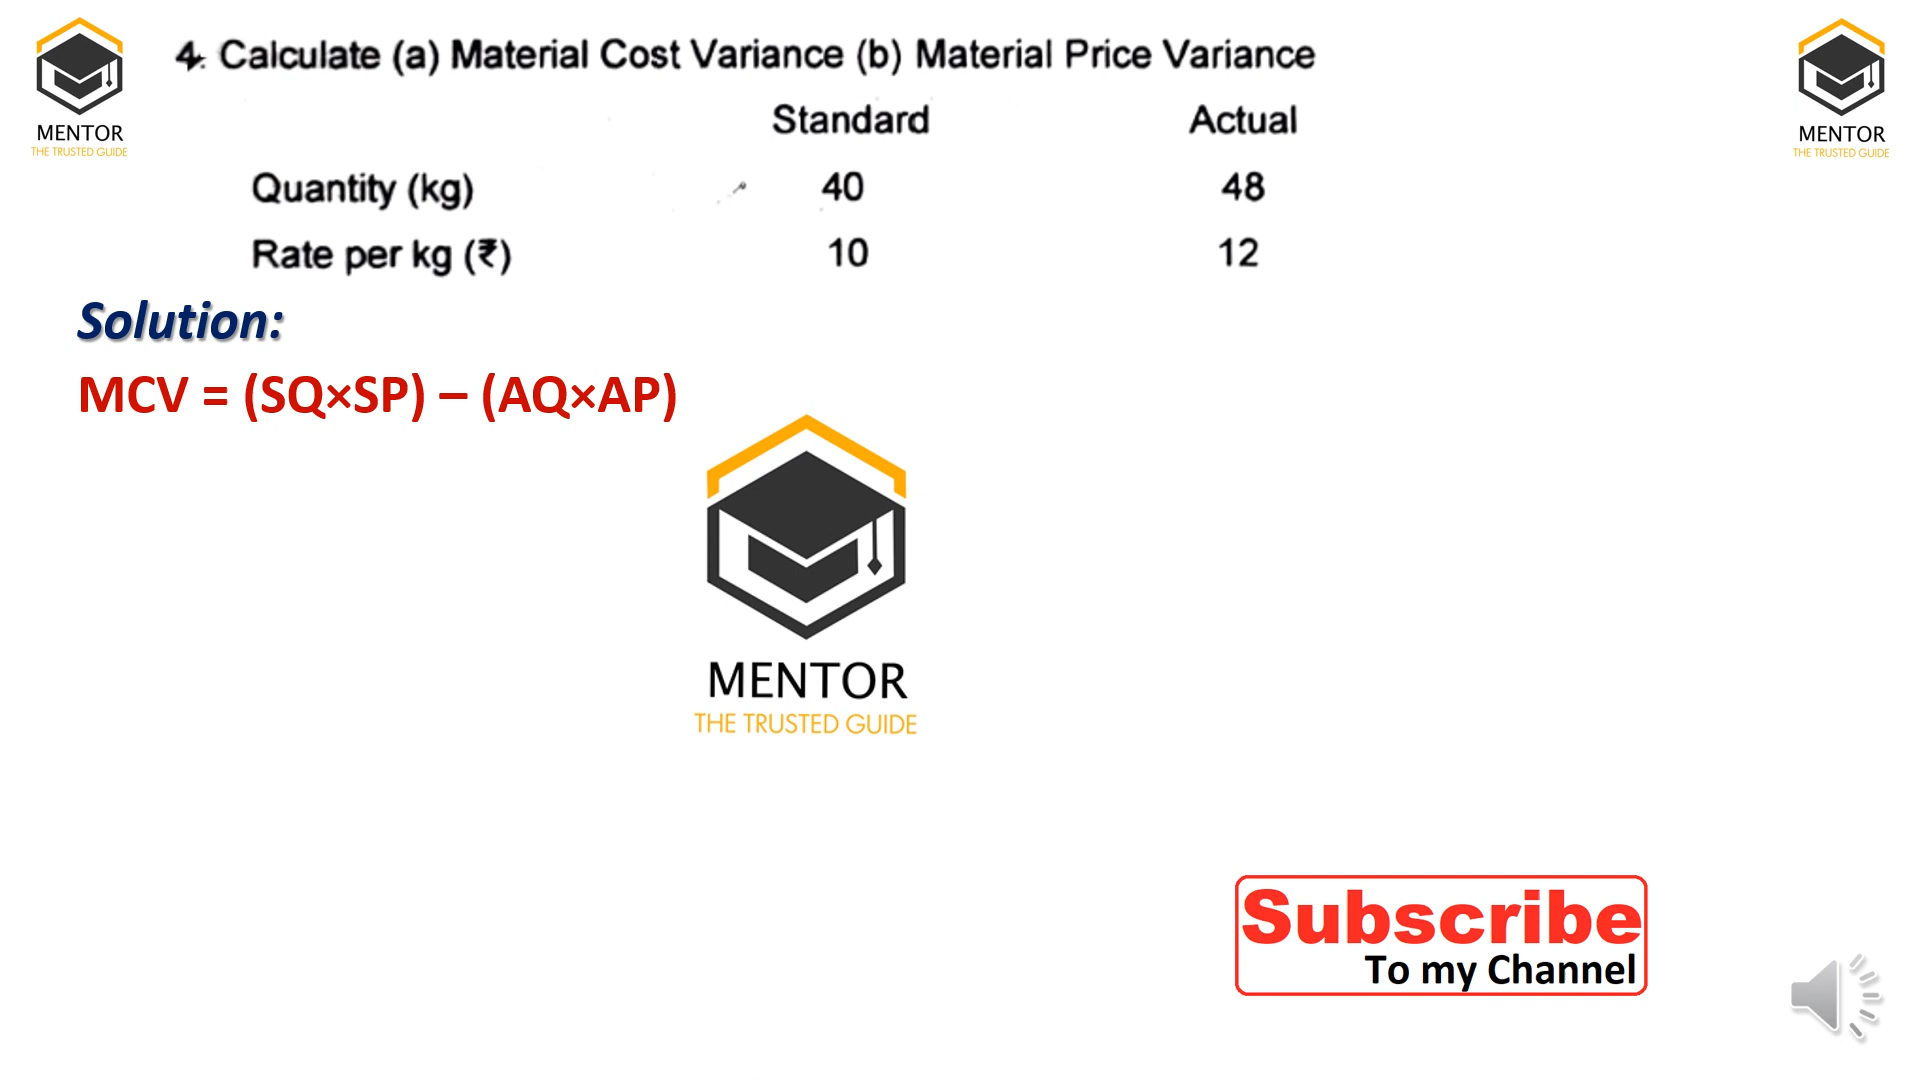 4. Calculate (a) Material Cost Variance (b) Material Price Variance
MENTOR
THE TRUSTED GUIDE
MENTOR
THE TRUSTED GUIDE
Standard Actual
Quantity (kg) 40 48
Rate per kg (₹) 10 12
Solution:
MCV = (SQ×SP) – (AQ×AP)
MENTOR
THE TRUSTED GUIDE
Subscribe
To my Channel